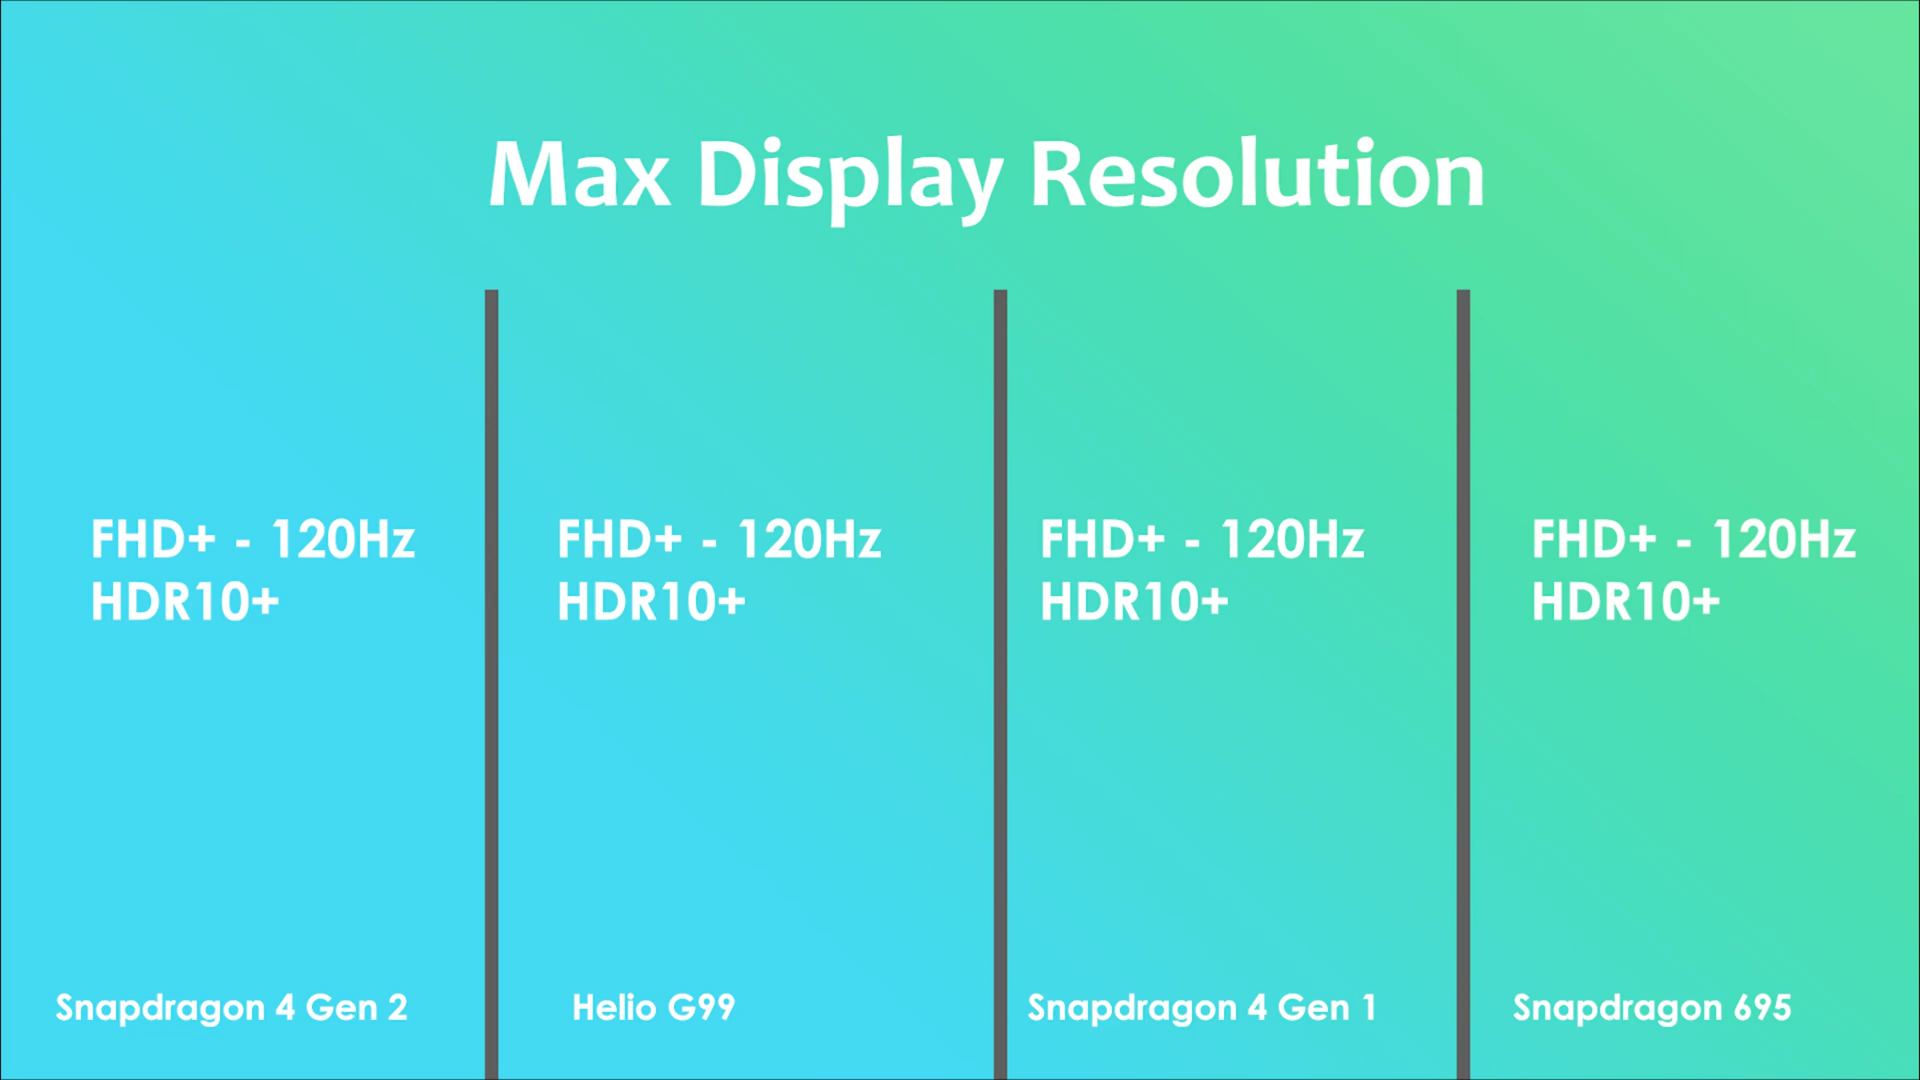 Max Display Resolution
FHD+ - 120Hz
HDR10+
FHD+ - 120Hz
HDR10+
FHD+ - 120Hz
HDR10+
FHD+ - 120Hz
HDR10+
Snapdragon 4 Gen 2
Helio G99
Snapdragon 4 Gen 1
Snapdragon 695